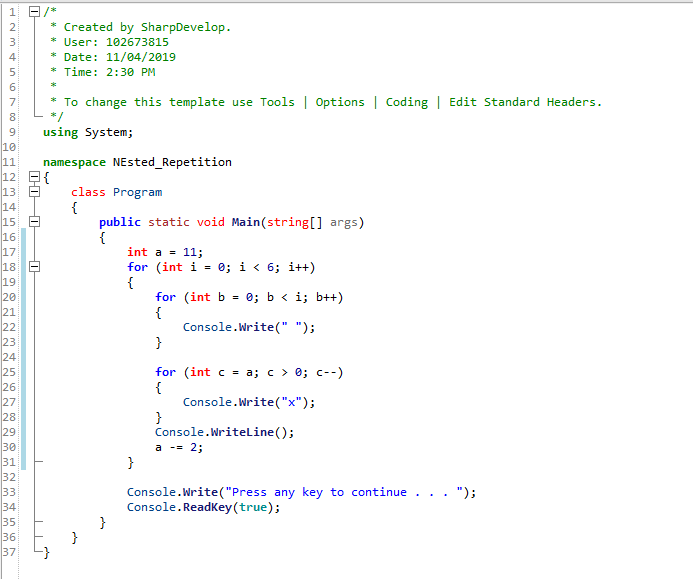 1 /*
2  * Created by SharpDevelop.
3  * User: 102673815
4  * Date: 11/04/2019
5  * Time: 2:30 PM
6  *
7  * To change this template use Tools | Options | Coding | Edit Standard Headers.
8  */
9 using System;
10
11 namespace NEsted_Repetition
12 {
13     class Program
14     {
15         public static void Main(string[] args)
16         {
17             int a = 11;
18             for (int i = 0; i < 6; i++)
19             {
20                 for (int b = 0; b < i; b++)
21                 {
22                     Console.Write(" ");
23                 }
24
25                 for (int c = a; c > 0; c--)
26                 {
27                     Console.Write("x");
28                 }
29                 Console.WriteLine();
30                 a -= 2;
31             }
32
33             Console.Write("Press any key to continue . . . ");
34             Console.ReadKey(true);
35         }
36     }
37 }